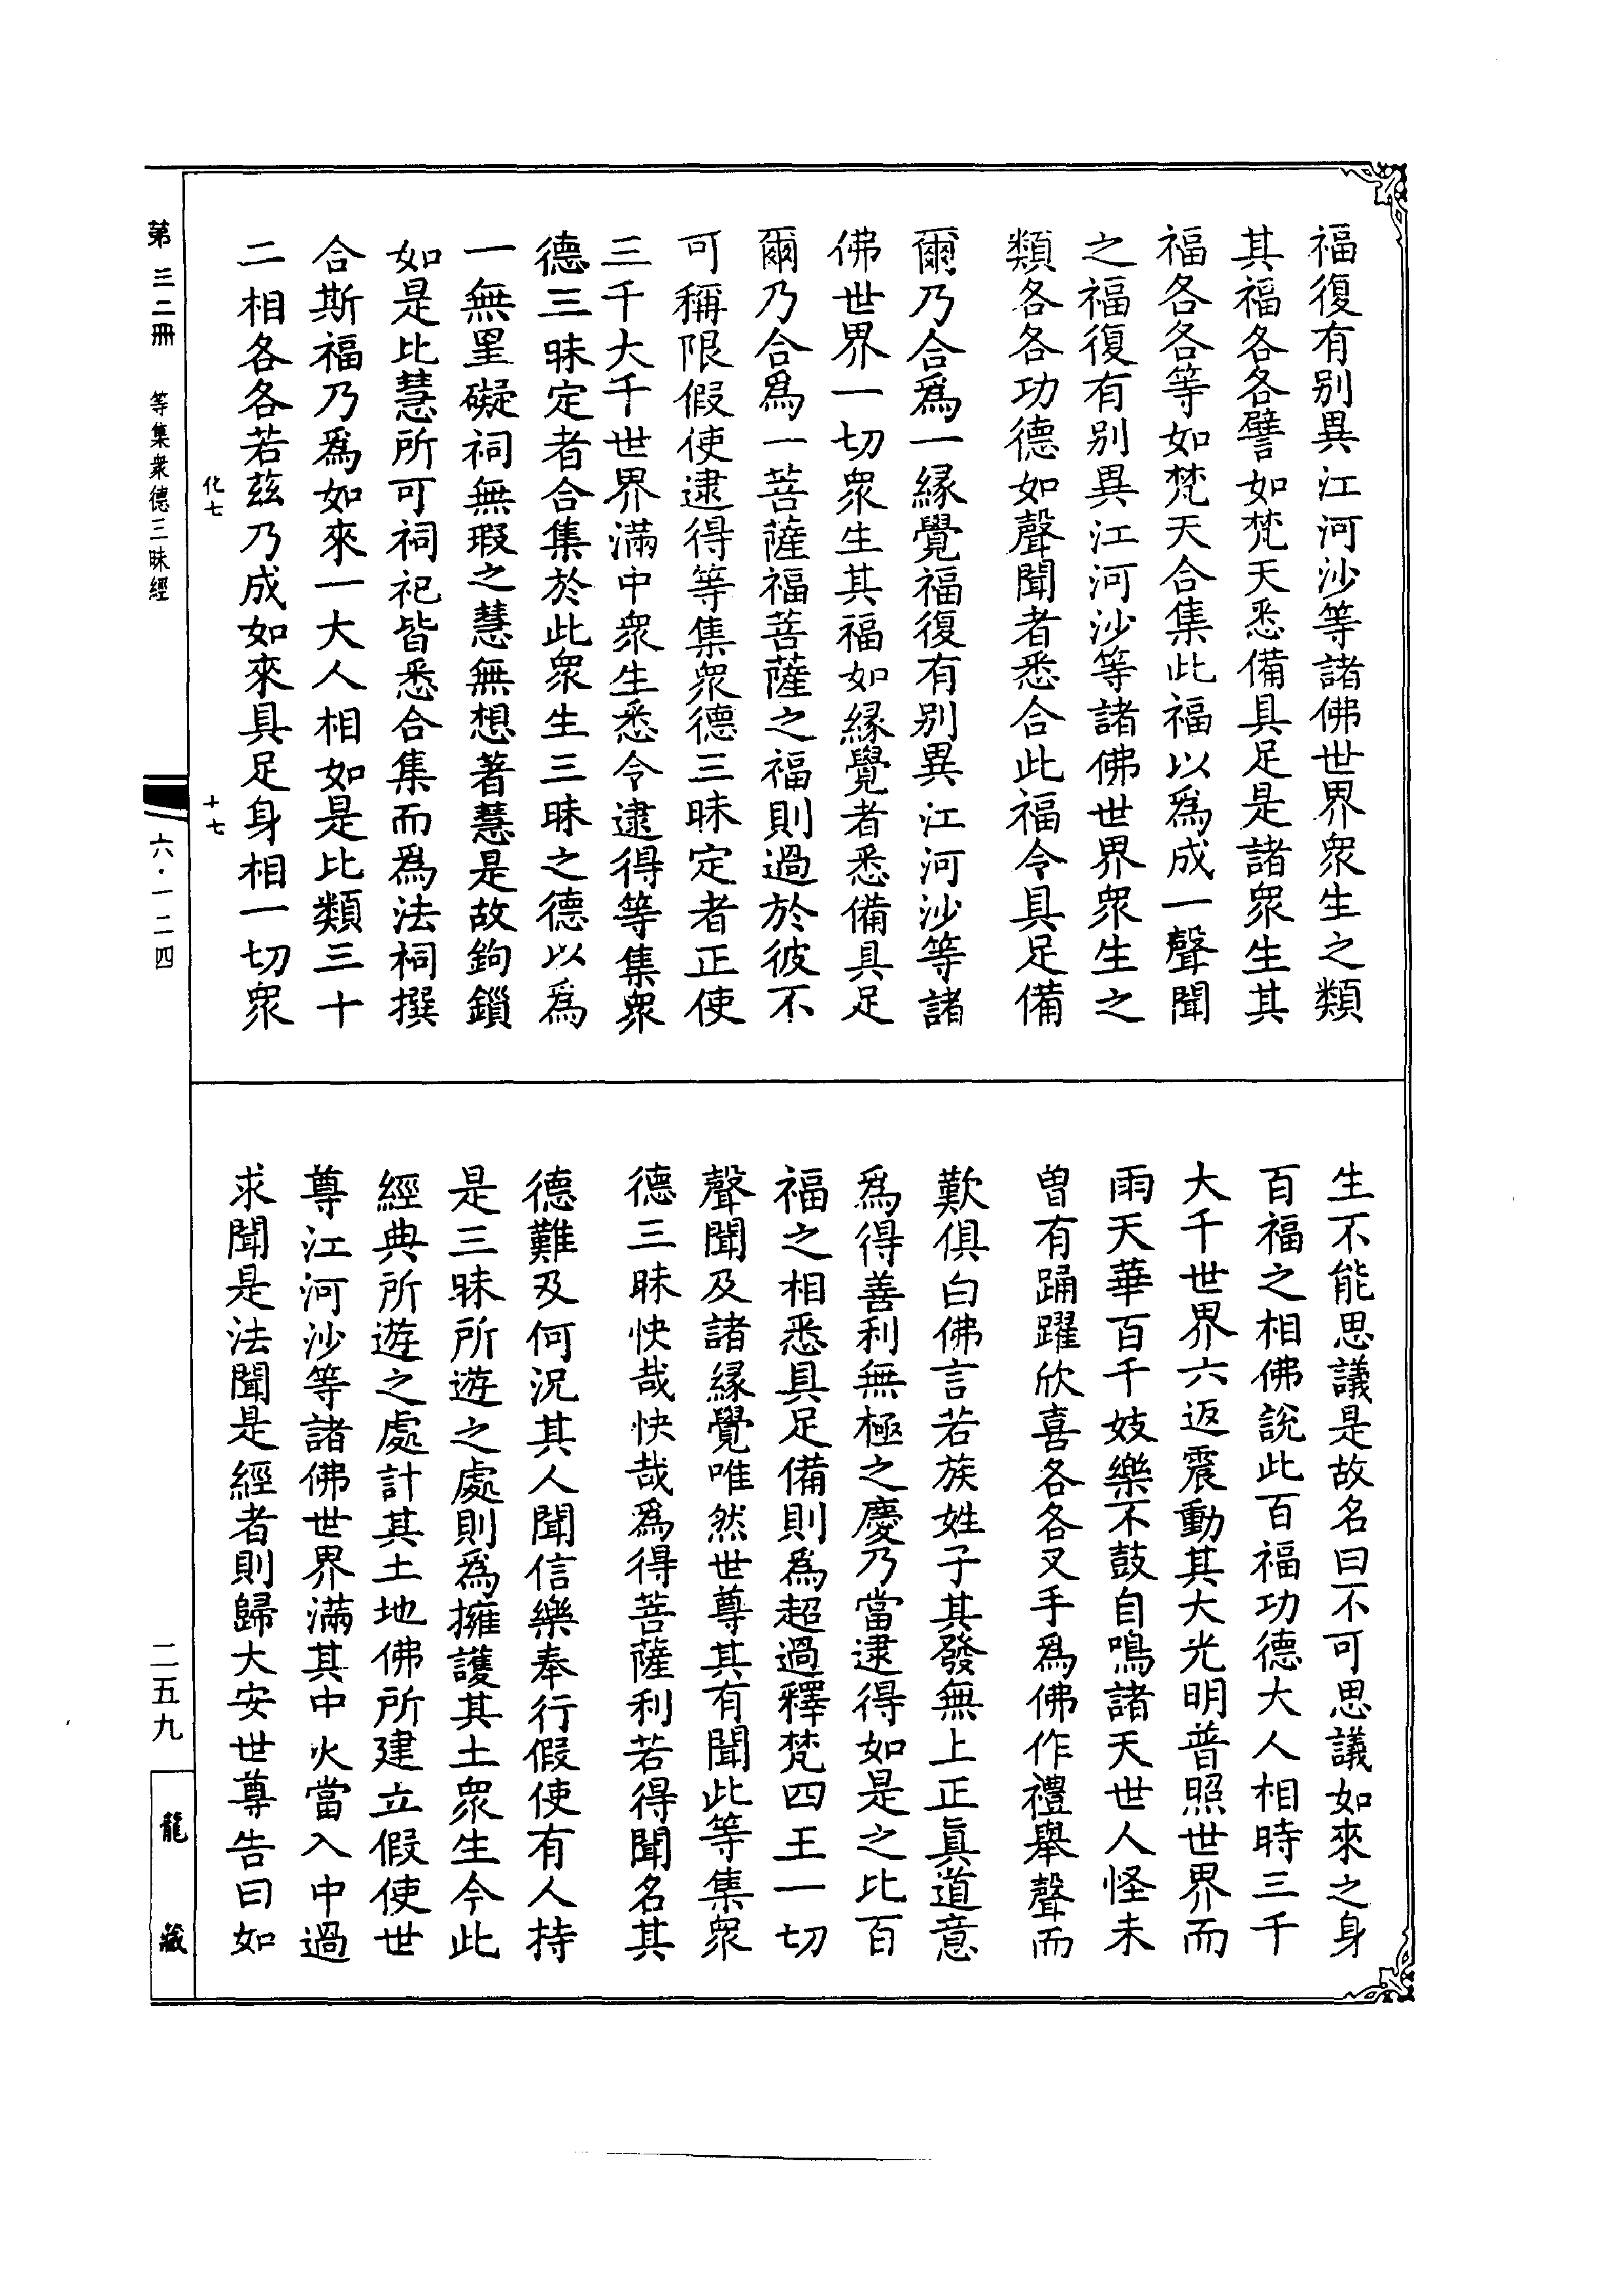 福復有別異江河沙等諸佛世界衆生之類
其福各各譬如梵天悉備具足是諸衆生其
福各各等如梵天合集此福以爲成一聲聞
之福復有別異江河沙等諸佛世界衆生之
類各各功德如聲聞者悉合此福令具足備
爾乃合爲一緣覺福復有別異江河沙等諸
佛世界一切衆生其福如緣覺者悉備具足
爾乃合爲一菩薩福菩薩之福則過於彼不
可稱限假使逮得等集衆德三昧定者正使
三千大千世界滿中衆生悉令逮得等集衆
德三昧定者合集於此衆生三昧之德以爲
一無罣礙祠無瑕之慧無想著慧是故鉤鎖
如是比慧所可祠祀皆悉合集而爲法祠撰
合斯福乃爲如來一大人相如是比類三十
二相各各若茲乃成如來具足身相一切衆
化七
十七
生不能思議是故名曰不可思議如來之身
百福之相佛說此百福功德大人相時三千
大千世界六返震動其大光明普照世界而
雨天華百千妓樂不鼓自鳴諸天世人怪未
曾有踊躍欣喜各各叉手爲佛作禮舉聲而
歎俱白佛言若族姓子其發無上正眞道意
爲得善利無極之慶乃當逮得如是之比百
福之相悉具足備則爲超過釋梵四王一切
聲聞及諸緣覺唯然世尊其有聞此等集衆
德三昧快哉快哉爲得菩薩利若得聞名其
德難及何況其人聞信樂奉行假使有人持
是三昧所遊之處則爲擁護其土衆生今此
經典所遊之處計其土地佛所建立假使世
尊江河沙等諸佛世界滿其中火當入中過
求聞是法聞是經者則歸大安世尊告曰如
第三二冊
等集衆德三昧經
六·一二四
二五九
龍藏